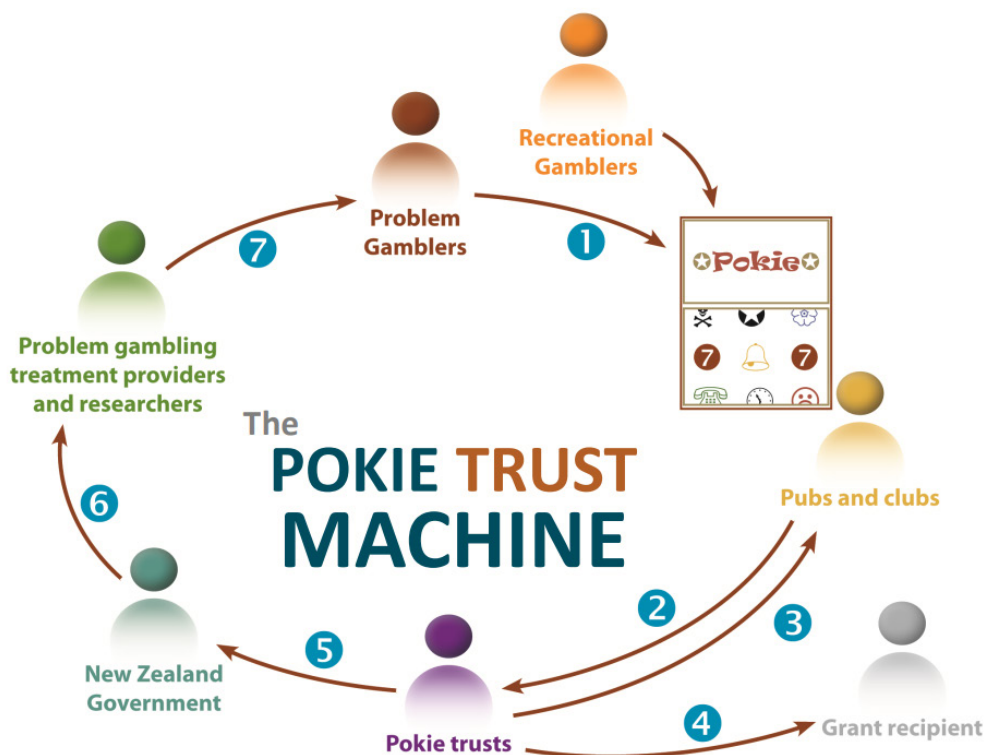 Recreational
Gamblers
Problem
Gamblers
1
7
Pokie
7
7
Problem gambling
treatment providers
and researchers
The
POKIE TRUST
MACHINE
Pubs and clubs
6
2
3
5
New Zealand
Government
4
Grant recipient
Pokie trusts